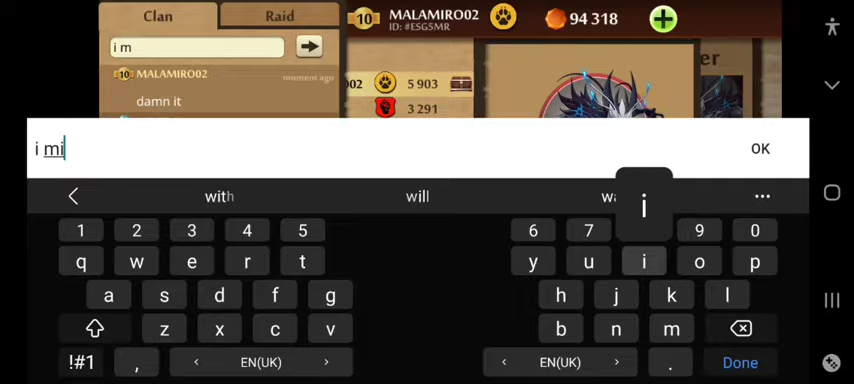 Clan Raid
10 MALAMIRO02
ID: #ESG5MR
94 318
i m
10 MALAMIRO02
moment ago
damn it
02 5 903
3 291
er
i mi
OK
with will
i
1 2 3 4 5 6 7 9 0
q w e r t y u i o p
a s d f g h j k l
z x c v b n m
!#1 , < EN(UK) > < EN(UK) > . Done